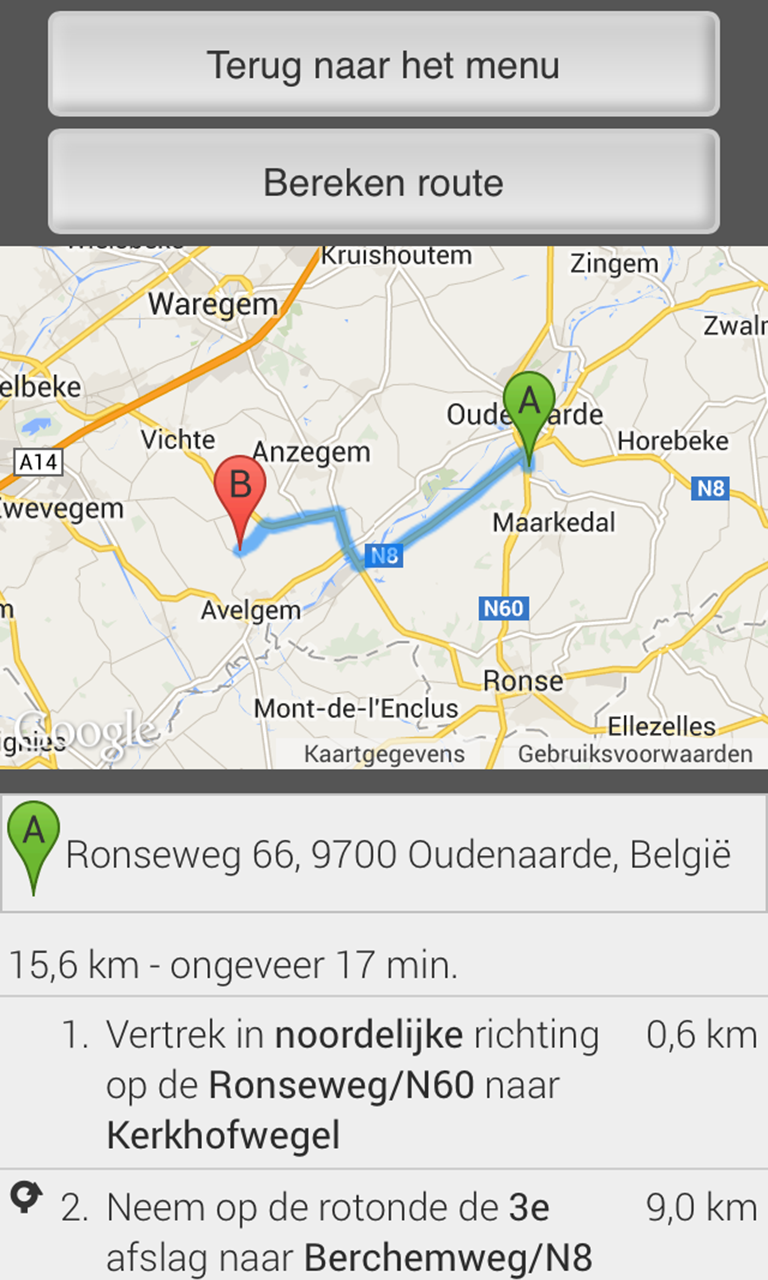 Terug naar het menu
Bereken route
Kruishoutem
Zingem
Waregem
elbeke
Vichte
Anzegem
A
Oude arde
Horebeke
A14
B
N8
Zwevegem
Maarkedal
N8
Avelgem
N60
Ronse
Mont-de-l'Enclus
Ellezelles
Google
Kaartgegevens
Gebruiksvoorwaarden
A
Ronseweg 66, 9700 Oudenaarde, België
15,6 km - ongeveer 17 min.
1. Vertrek in noordelijke richting 0,6 km
op de Ronseweg/N60 naar
Kerkhofwegel
2. Neem op de rotonde de 3e 9,0 km
afslag naar Berchemweg/N8